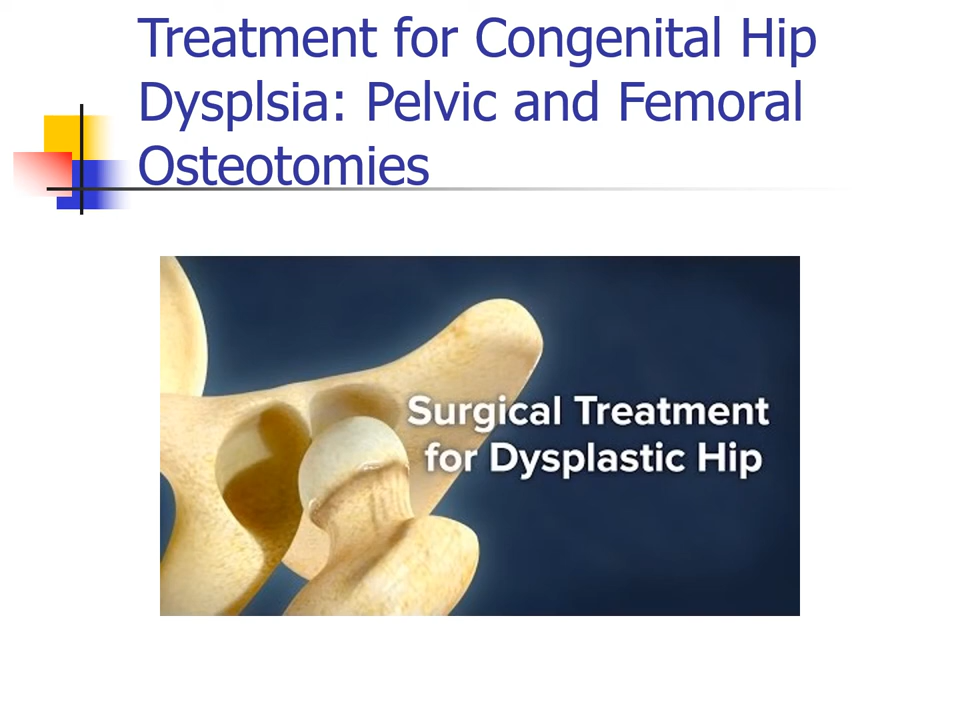 Treatment for Congenital Hip
Dysplsia: Pelvic and Femoral
Osteotomies
Surgical Treatment
for Dysplastic Hip